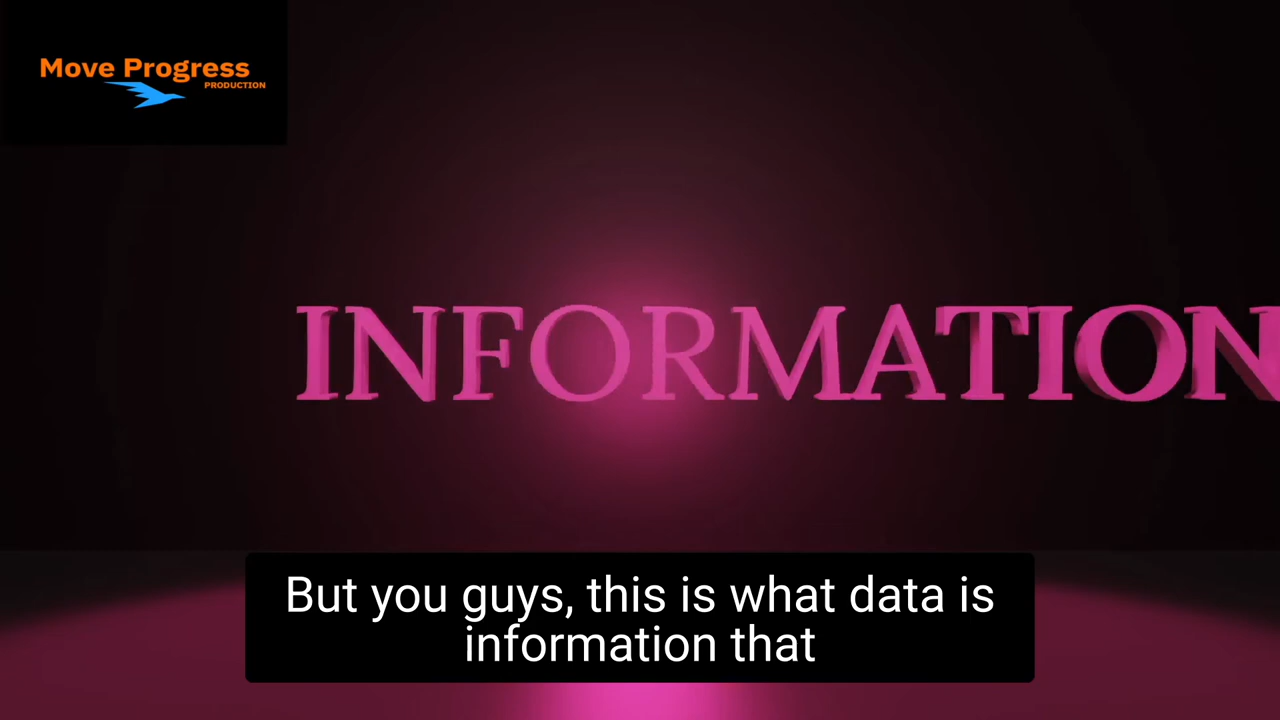 Move Progress
PRODUCTION
INFORMATION
But you guys, this is what data is
information that